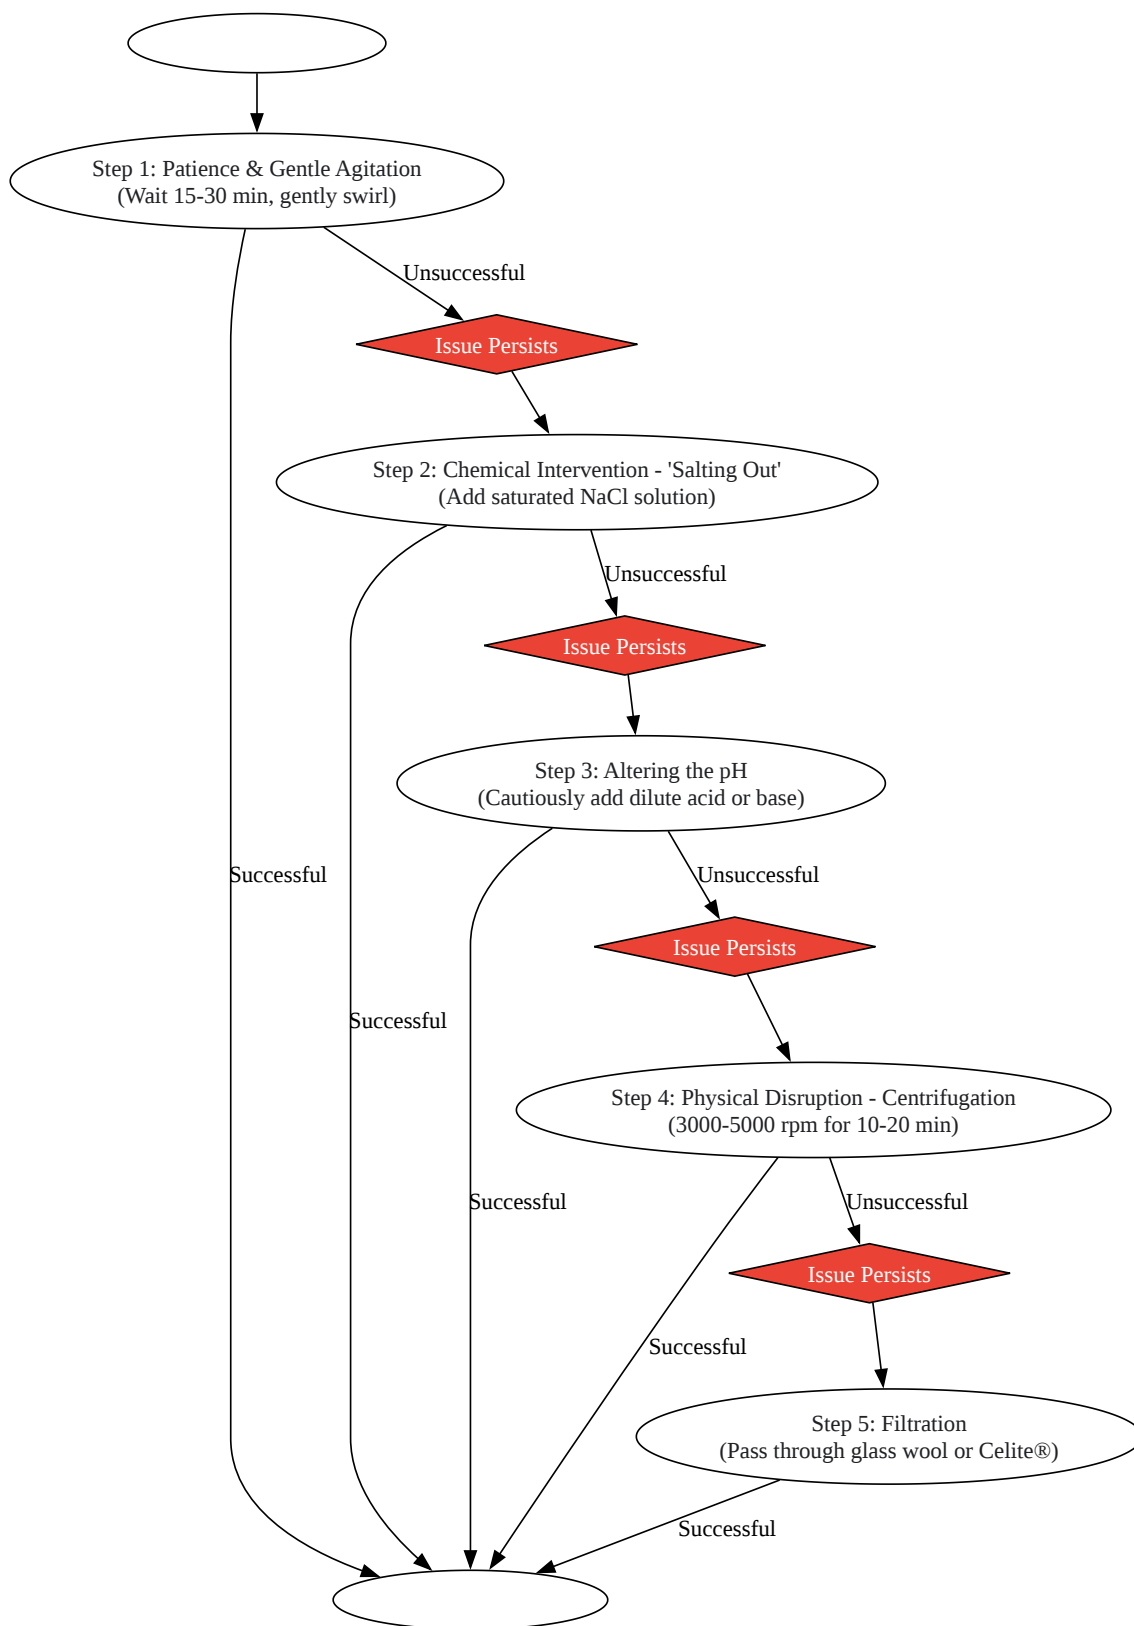 Step 1: Patience & Gentle Agitation
(Wait 15-30 min, gently swirl)
Unsuccessful
Issue Persists
Step 2: Chemical Intervention - 'Salting Out'
(Add saturated NaCl solution)
Unsuccessful
Issue Persists
Step 3: Altering the pH
(Cautiously add dilute acid or base)
Successful
Unsuccessful
Issue Persists
Successful
Step 4: Physical Disruption - Centrifugation
(3000-5000 rpm for 10-20 min)
Successful
Unsuccessful
Issue Persists
Successful
Step 5: Filtration
(Pass through glass wool or Celite®)
Successful